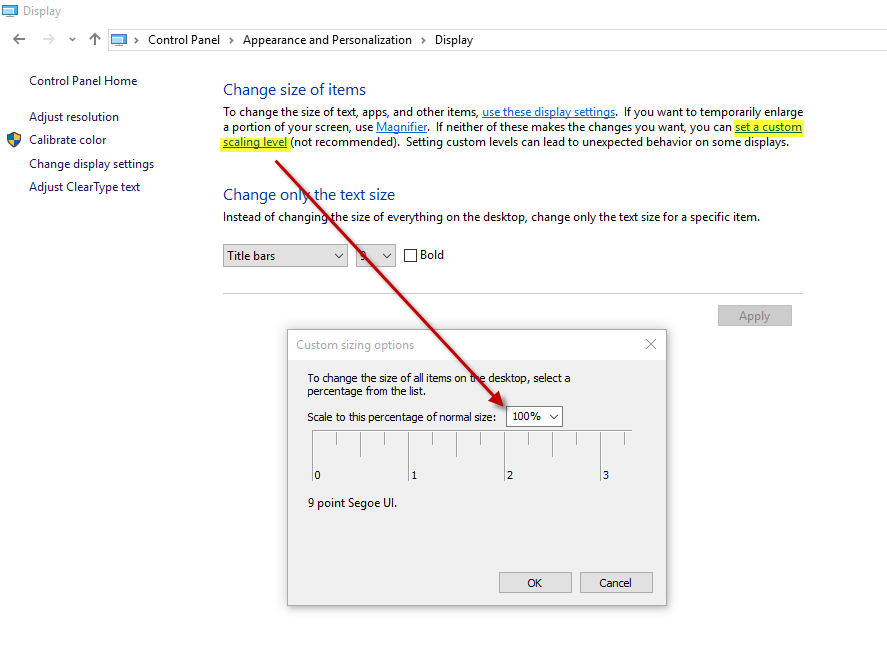 Display
Control Panel > Appearance and Personalization > Display
Control Panel Home
Adjust resolution
Calibrate color
Change display settings
Adjust ClearType text
Change size of items
To change the size of text, apps, and other items, use these display settings. If you want to temporarily enlarge
a portion of your screen, use Magnifier. If neither of these makes the changes you want, you can set a custom
scaling level (not recommended). Setting custom levels can lead to unexpected behavior on some displays.
Change only the text size
Instead of changing the size of everything on the desktop, change only the text size for a specific item.
Title bars 9 Bold
Apply
Custom sizing options
To change the size of all items on the desktop, select a
percentage from the list.
Scale to this percentage of normal size: 100%
0 1 2 3
9 point Segoe UI.
OK Cancel